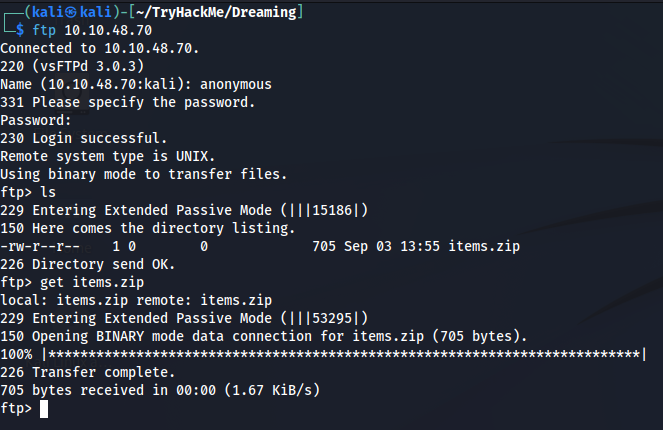 ┌──(kali㉿kali)-[~/TryHackMe/Dreaming]
└─$ ftp 10.10.48.70
Connected to 10.10.48.70.
220 (vsFTPd 3.0.3)
Name (10.10.48.70:kali): anonymous
331 Please specify the password.
Password:
230 Login successful.
Remote system type is UNIX.
Using binary mode to transfer files.
ftp> ls
229 Entering Extended Passive Mode (|||15186|)
150 Here comes the directory listing.
-rw-r--r--    1 0        0             705 Sep 03 13:55 items.zip
226 Directory send OK.
ftp> get items.zip
local: items.zip remote: items.zip
229 Entering Extended Passive Mode (|||53295|)
150 Opening BINARY mode data connection for items.zip (705 bytes).
100% |**************************************************************************|
226 Transfer complete.
705 bytes received in 00:00 (1.67 KiB/s)
ftp>